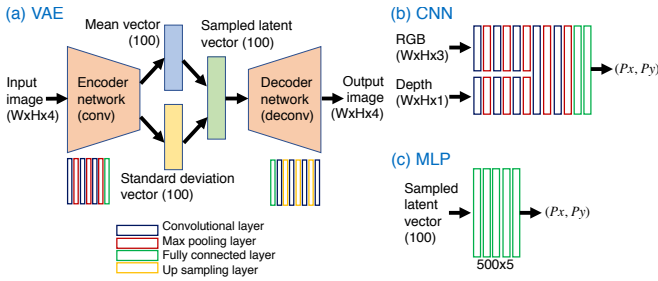 (a) VAE
Mean vector
(100)
Sampled latent
vector (100)
Input
image
(WxHx4)
Encoder
network
(conv)
Decoder
network
(deconv)
Output
image
(WxHx4)
Standard deviation
vector (100)
Convolutional layer
Max pooling layer
Fully connected layer
Up sampling layer
(b) CNN
RGB
(WxHx3)
Depth
(WxHx1)
(Px, Py)
(c) MLP
Sampled
latent
vector
(100)
500x5
(Px, Py)